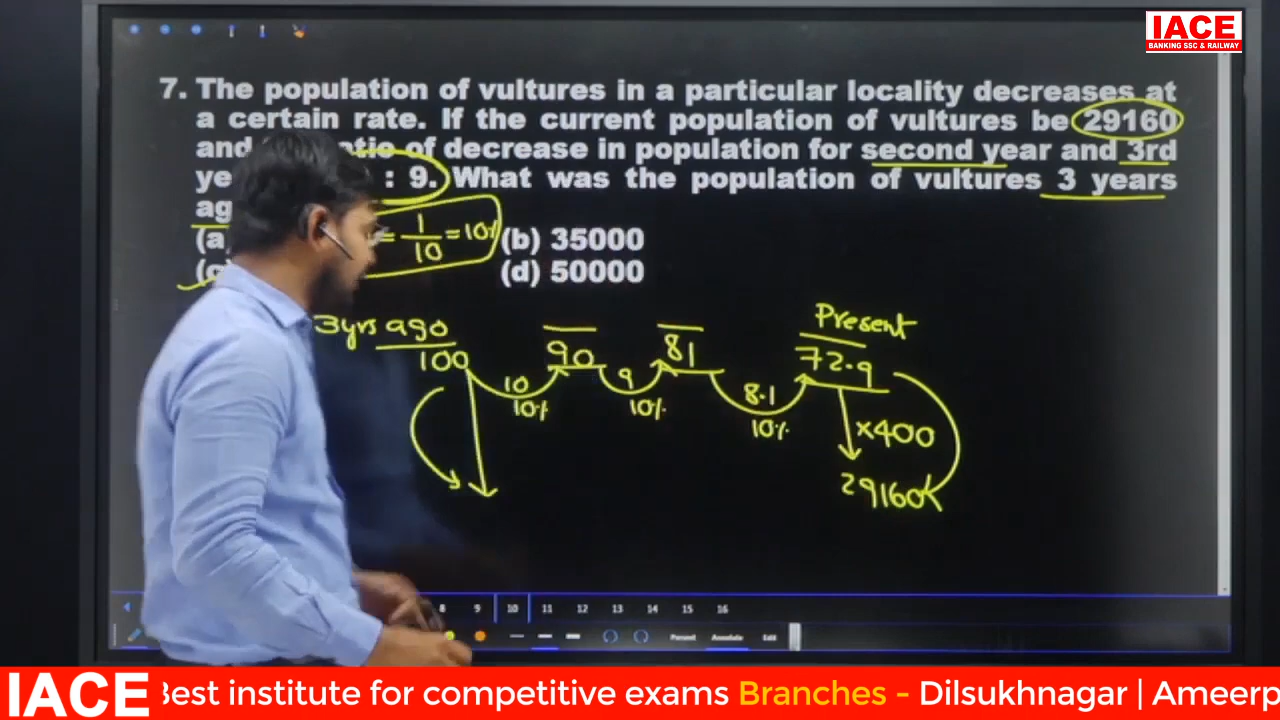 IACE
BANKING SSC & RAILWAY
7. The population of vultures in a particular locality decreases at
a certain rate. If the current population of vultures be 29160
and of decrease in population for second year and 3rd
: 9. What was the population of vultures 3 years
= 1/10 = 10%
(b) 35000
(d) 50000
3yrs ago
Present
100 90 81 72.9
10 9 8.1
10% 10% 10%
×400
29160
8 9 10 11 12 13 14 15 16
Present Annotate Edit
IACE Best institute for competitive exams Branches - Dilsukhnagar | Ameerp